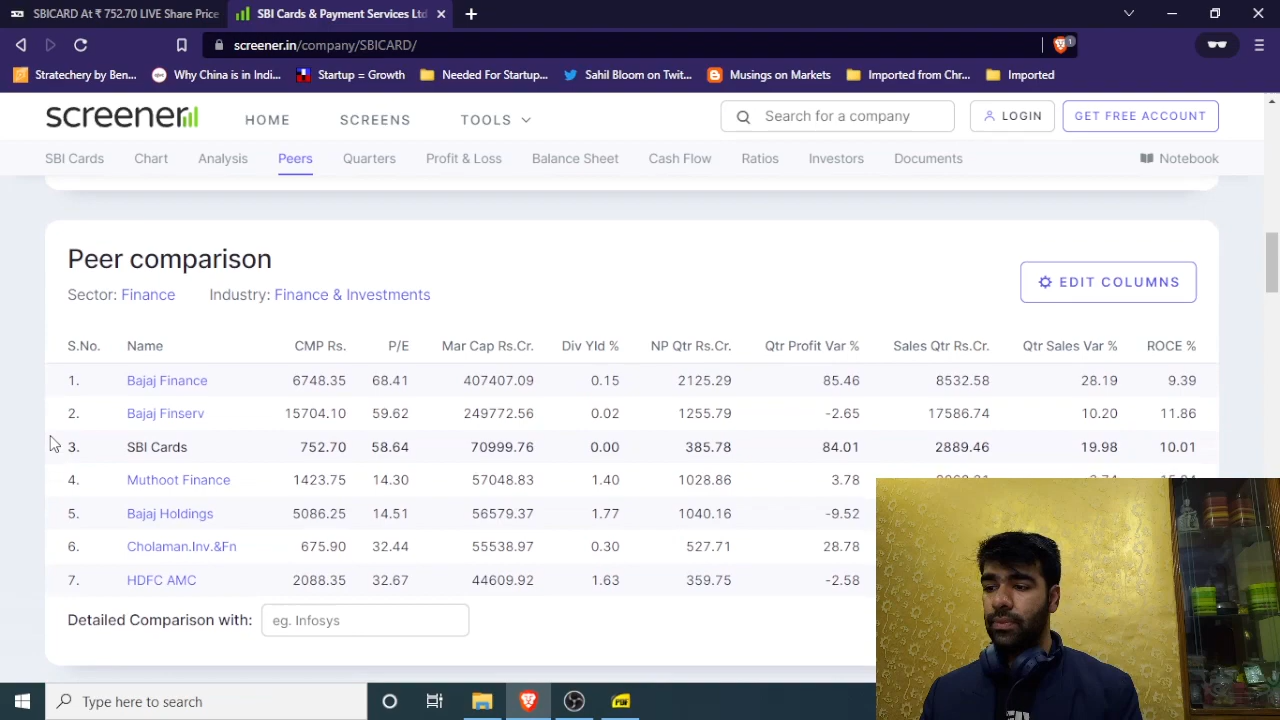 SBICARD At ₹ 752.70 LIVE Share Price
SBI Cards & Payment Services Ltd
screener.in/company/SBICARD/
1
Stratechery by Ben...
Why China is in Indi...
Startup = Growth
Needed For Startup...
Sahil Bloom on Twit...
Musings on Markets
Imported from Chr...
Imported
screener
HOME
SCREENS
TOOLS
Search for a company
LOGIN
GET FREE ACCOUNT
SBI Cards
Chart
Analysis
Peers
Quarters
Profit & Loss
Balance Sheet
Cash Flow
Ratios
Investors
Documents
Notebook
Peer comparison
Sector: Finance Industry: Finance & Investments
EDIT COLUMNS
S.No. Name CMP Rs. P/E Mar Cap Rs.Cr. Div Yld % NP Qtr Rs.Cr. Qtr Profit Var % Sales Qtr Rs.Cr. Qtr Sales Var % ROCE %
1. Bajaj Finance 6748.35 68.41 407407.09 0.15 2125.29 85.46 8532.58 28.19 9.39
2. Bajaj Finserv 15704.10 59.62 249772.56 0.02 1255.79 -2.65 17586.74 10.20 11.86
3. SBI Cards 752.70 58.64 70999.76 0.00 385.78 84.01 2889.46 19.98 10.01
4. Muthoot Finance 1423.75 14.30 57048.83 1.40 1028.86 3.78
5. Bajaj Holdings 5086.25 14.51 56579.37 1.77 1040.16 -9.52
6. Cholaman.Inv.&Fn 675.90 32.44 55538.97 0.30 527.71 28.78
7. HDFC AMC 2088.35 32.67 44609.92 1.63 359.75 -2.58
Detailed Comparison with: eg. Infosys
Type here to search
PDF